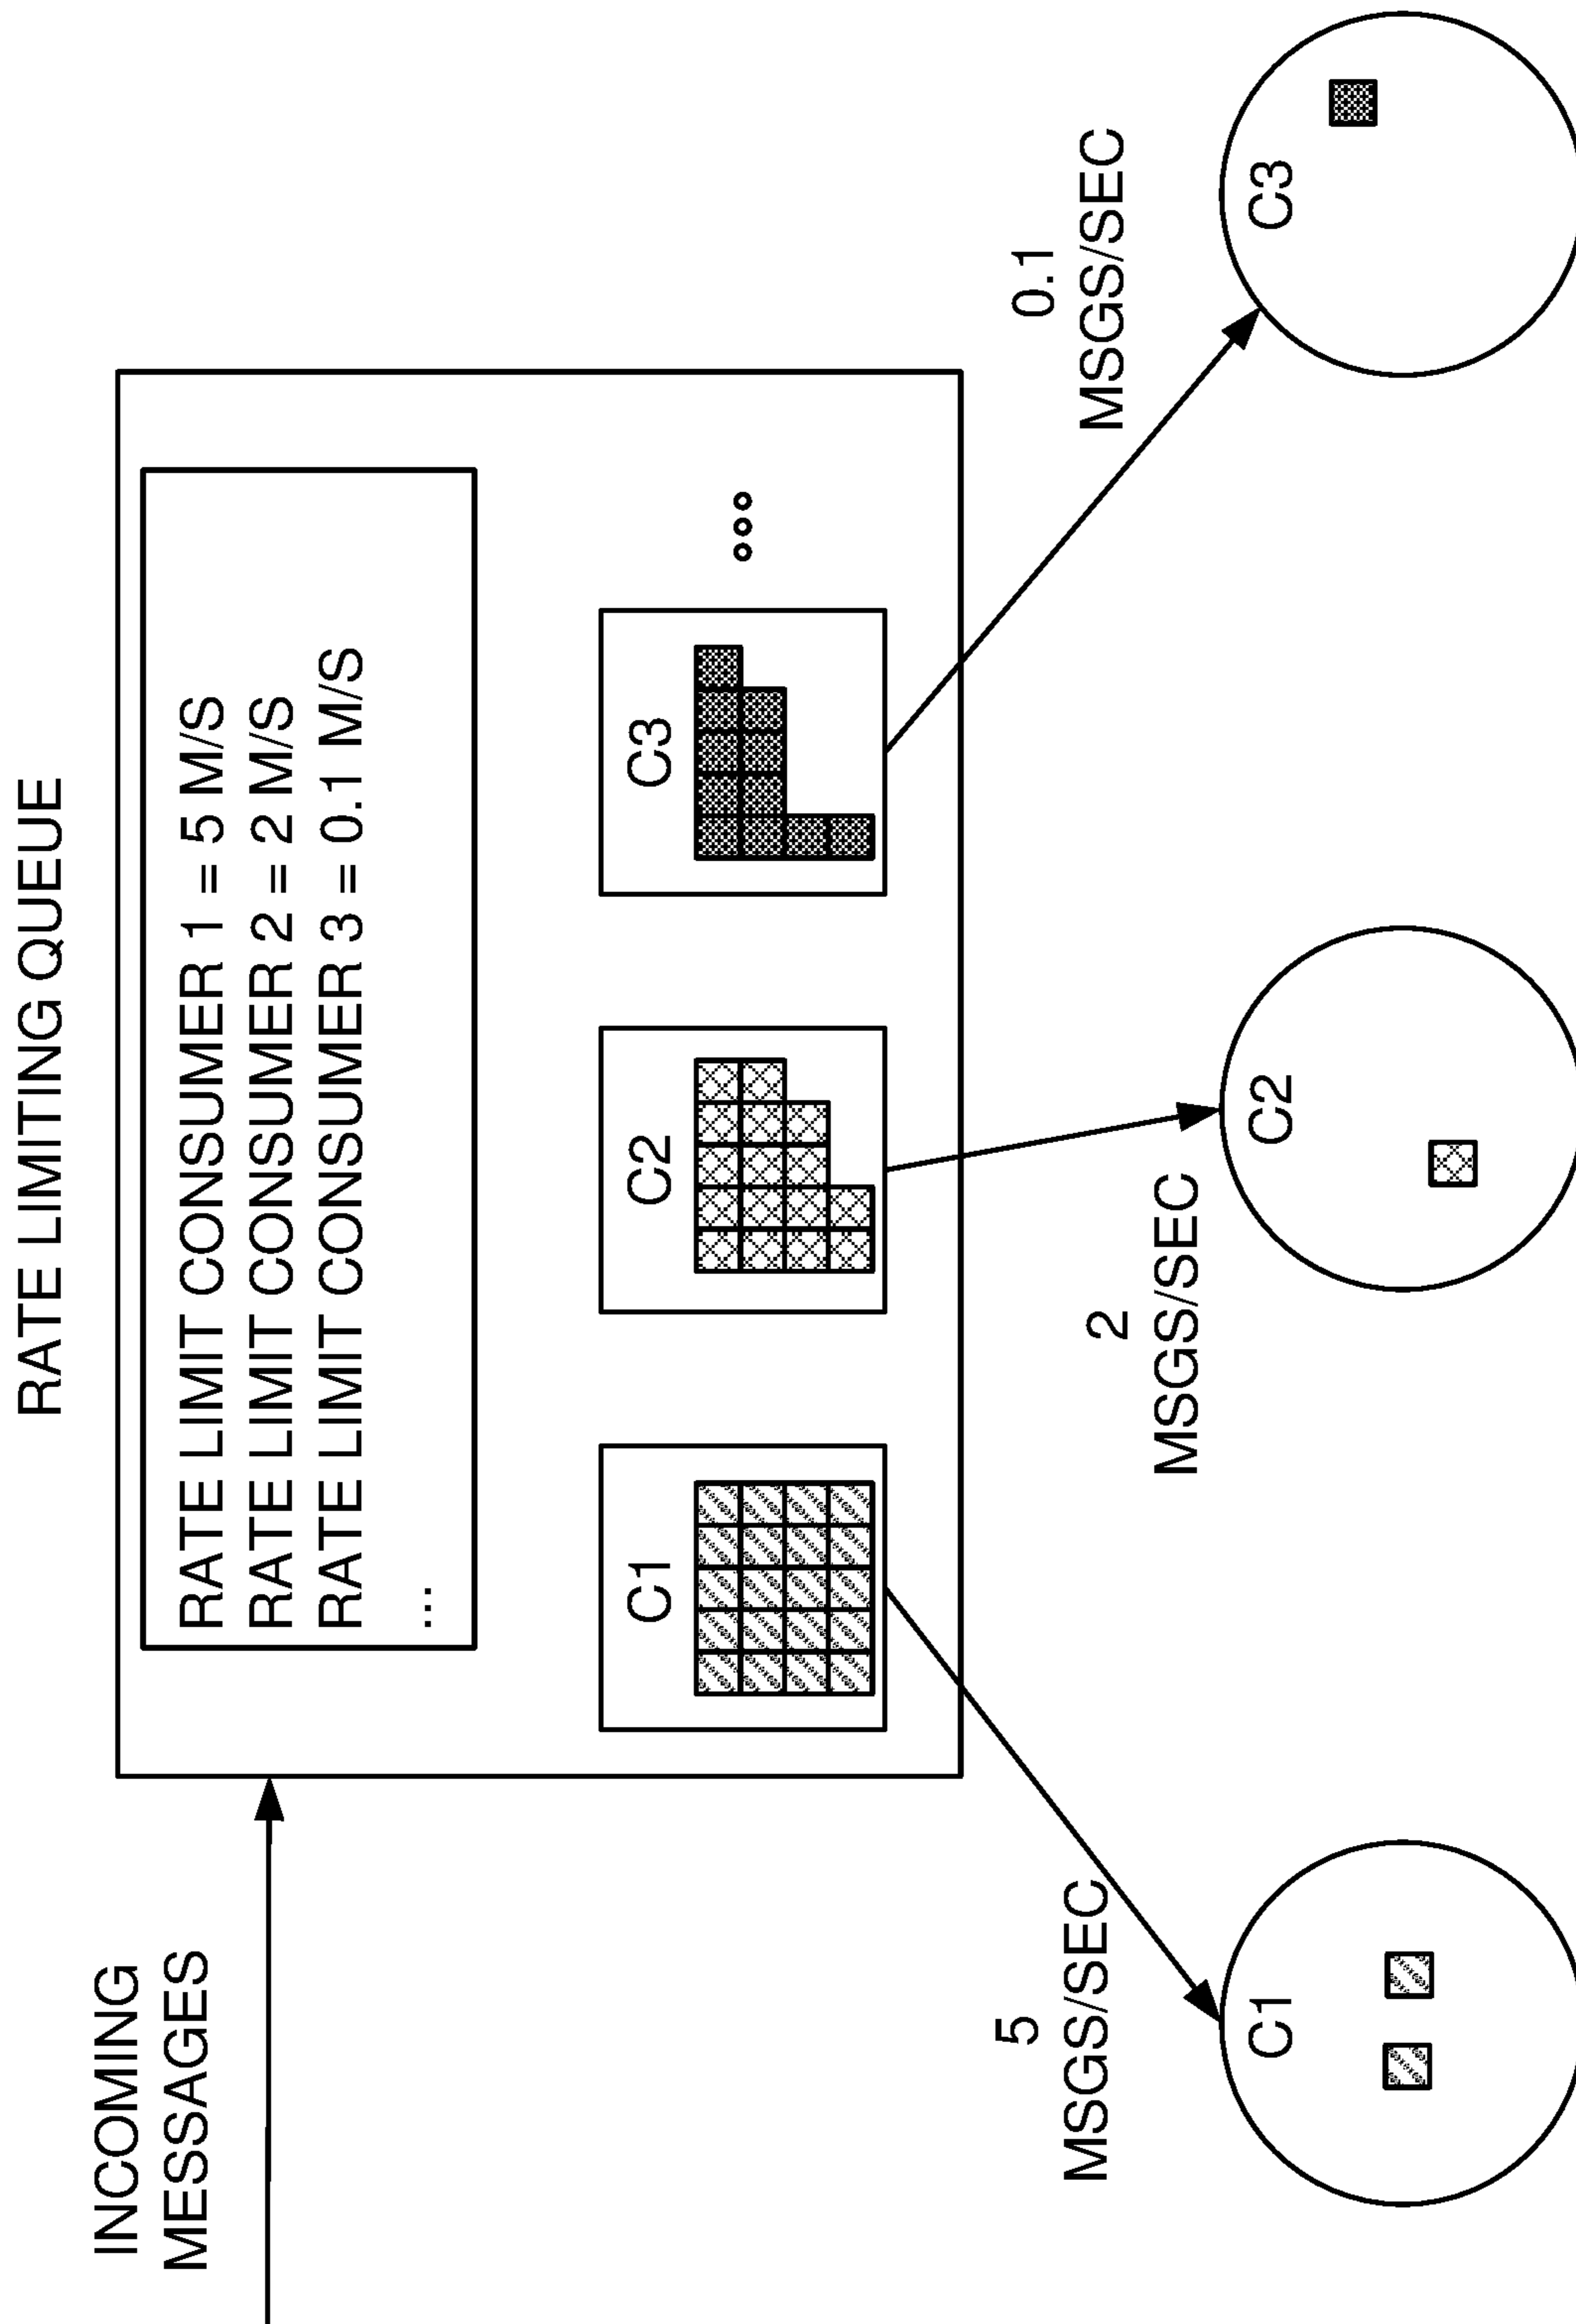 RATE LIMITING QUEUE
INCOMING
MESSAGES
RATE LIMIT CONSUMER 1 = 5 M/S
RATE LIMIT CONSUMER 2 = 2 M/S
RATE LIMIT CONSUMER 3 = 0.1 M/S
...
C1
C2
C3
5
MSGS/SEC
2
MSGS/SEC
0.1
MSGS/SEC
C1
C2
C3